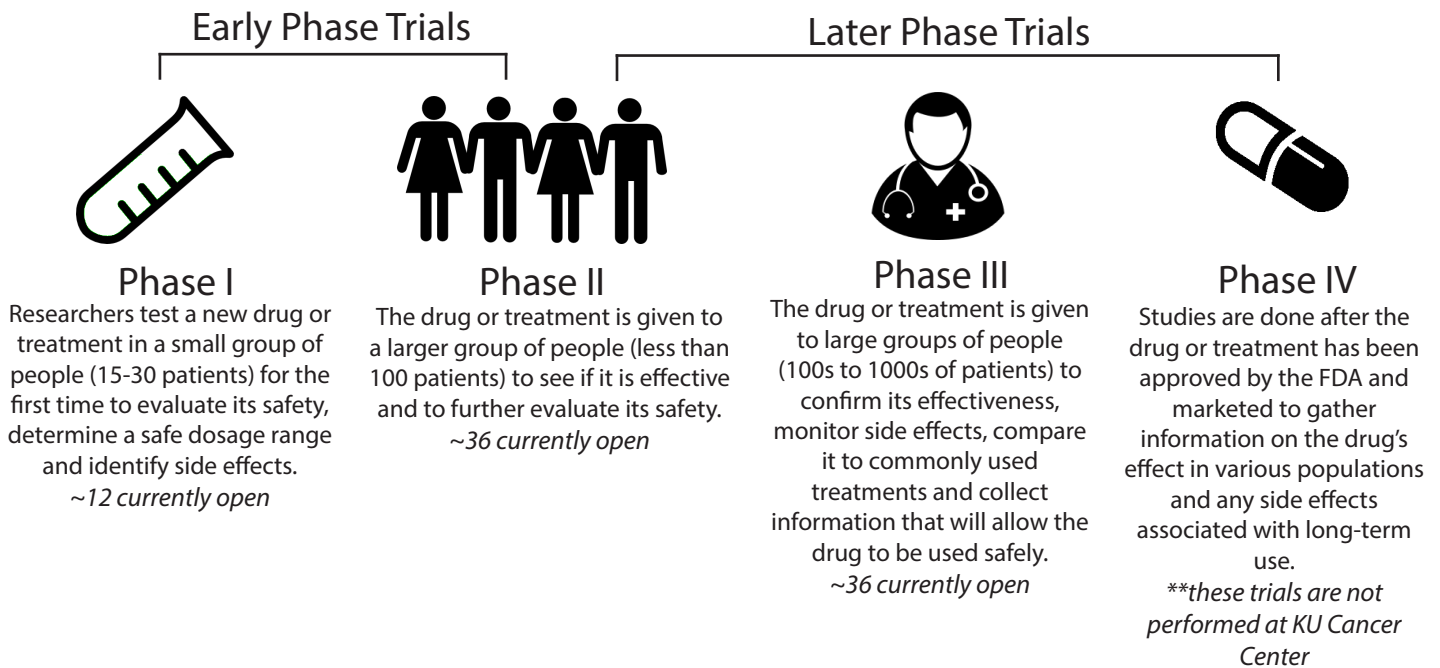 Early Phase Trials
Later Phase Trials
Phase I
Researchers test a new drug or
treatment in a small group of
people (15-30 patients) for the
first time to evaluate its safety,
determine a safe dosage range
and identify side effects.
~12 currently open
Phase II
The drug or treatment is given to
a larger group of people (less than
100 patients) to see if it is effective
and to further evaluate its safety.
~36 currently open
Phase III
The drug or treatment is given
to large groups of people
(100s to 1000s of patients) to
confirm its effectiveness,
monitor side effects, compare
it to commonly used
treatments and collect
information that will allow the
drug to be used safely.
~36 currently open
Phase IV
Studies are done after the
drug or treatment has been
approved by the FDA and
marketed to gather
information on the drug's
effect in various populations
and any side effects
associated with long-term
use.
**these trials are not
performed at KU Cancer
Center